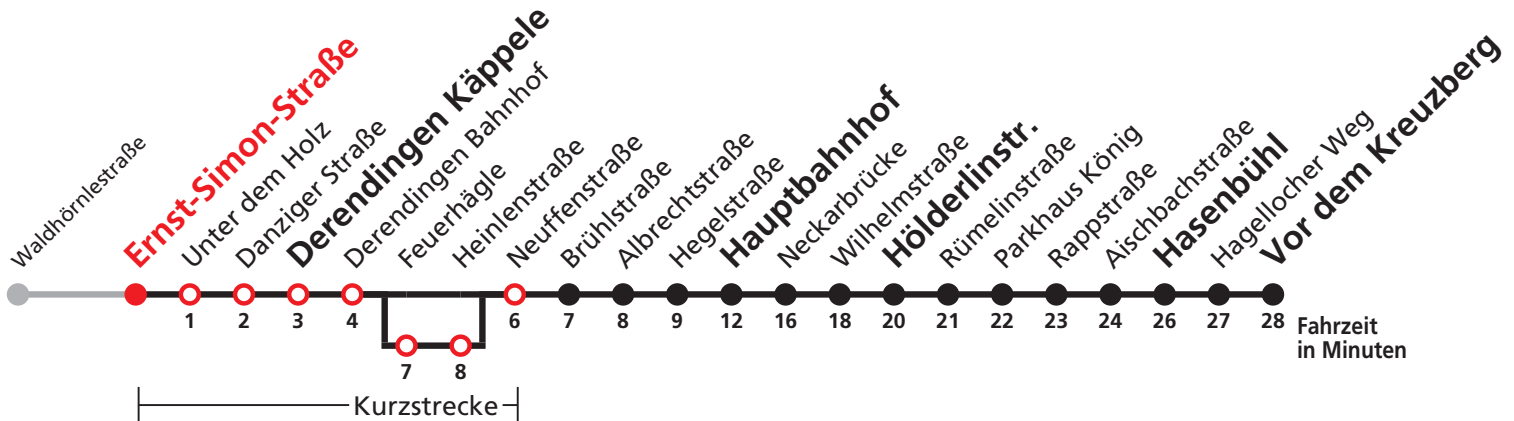 Waldhörnlestraße
Ernst-Simon-Straße
Unter dem Holz
Danziger Straße
Derendingen Käppele
Derendingen Bahnhof
Feuerhägle
Heinlenstraße
Neuffenstraße
Brühlstraße
Albrechtstraße
Hegelstraße
Hauptbahnhof
Neckarbrücke
Wilhelmstraße
Hölderlinstr.
Rümelinstraße
Parkhaus König
Rappstraße
Aischbachstraße
Hasenbühl
Hagellocher Weg
Vor dem Kreuzberg
1 2 3 4 6 7 8 9 12 16 18 20 21 22 23 24 26 27 28
Fahrzeit
in Minuten
7 8
Kurzstrecke